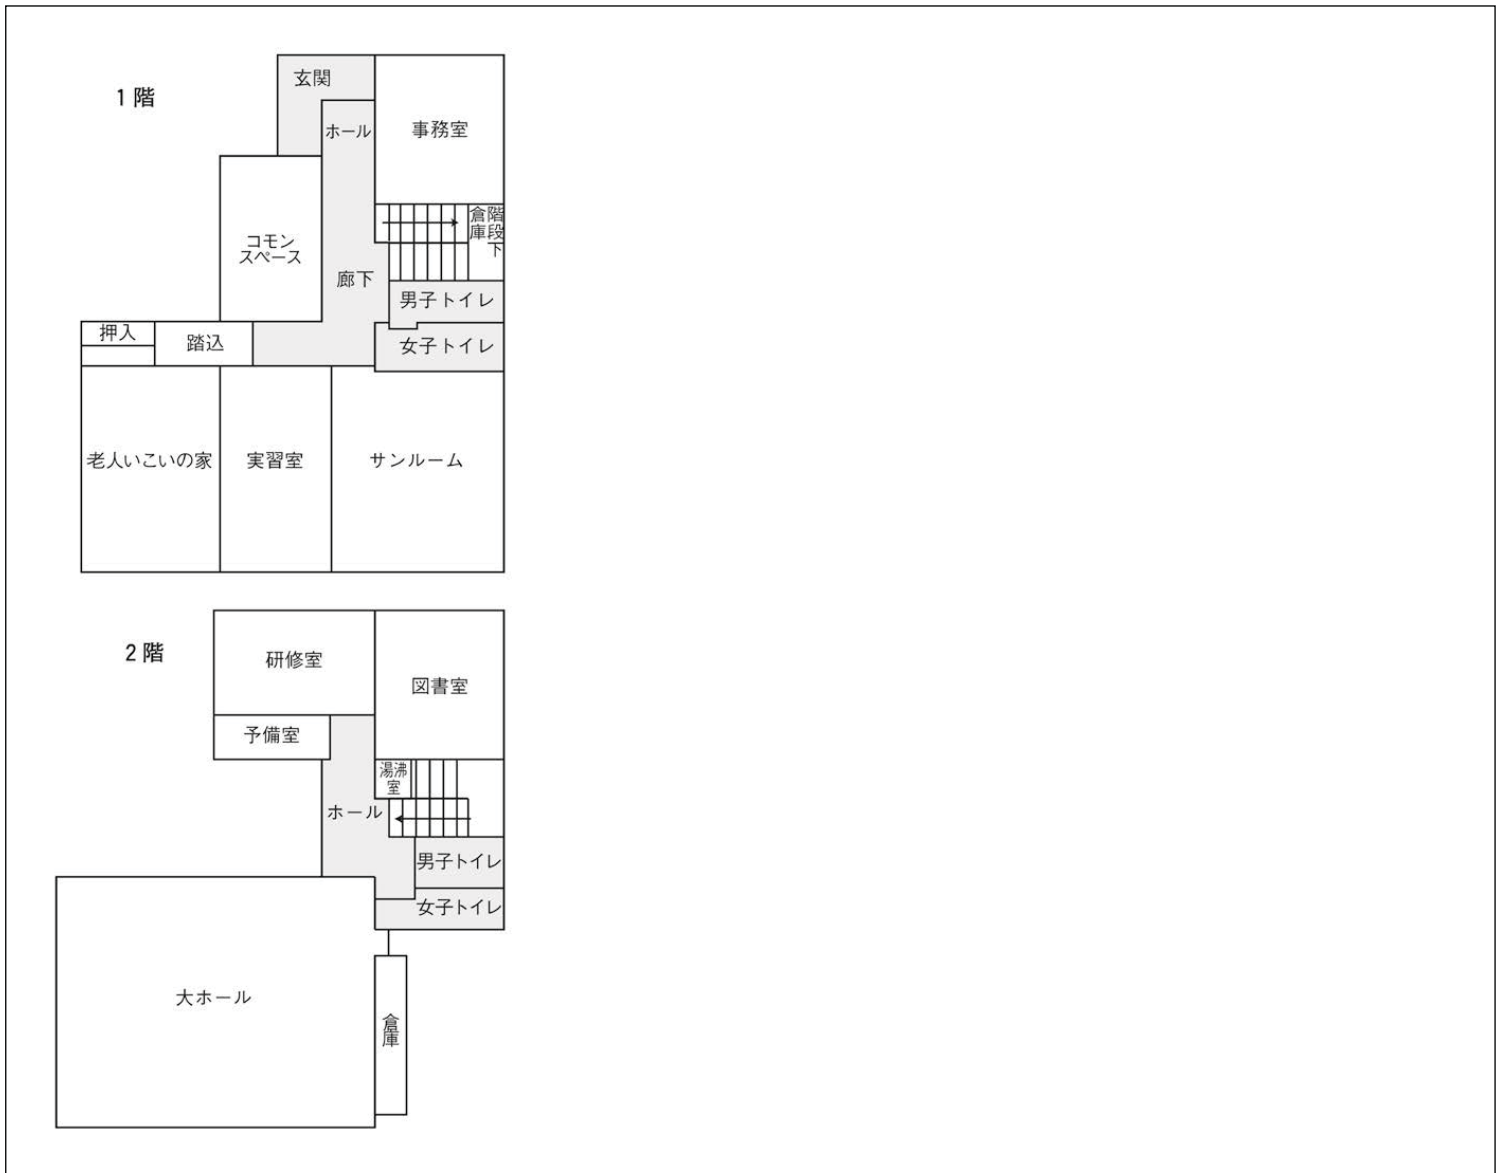 1階
玄関
ホール
事務室
階段下
倉庫
コモン
スペース
廊下
男子トイレ
押入
踏込
女子トイレ
老人いこいの家
実習室
サンルーム
2階
研修室
図書室
予備室
湯沸
室
ホール
男子トイレ
女子トイレ
大ホール
倉庫